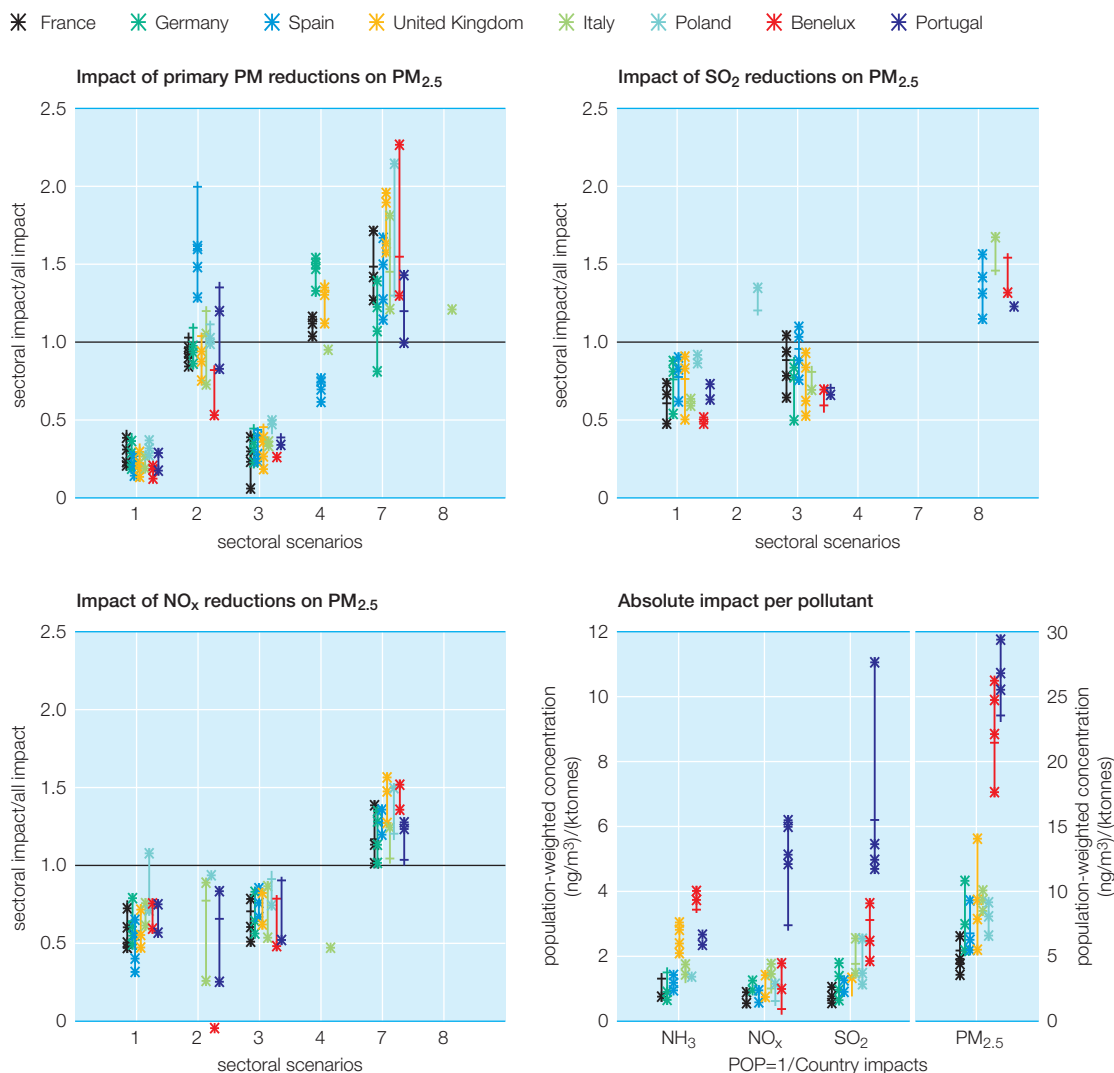 France Germany Spain United Kingdom Italy Poland Benelux Portugal
Impact of primary PM reductions on PM2.5
2.5
2.0
1.5
1.0
0.5
0
sectoral impact/all impact
1 2 3 4 7 8
sectoral scenarios
Impact of SO2 reductions on PM2.5
2.5
2.0
1.5
1.0
0.5
0
sectoral impact/all impact
1 2 3 4 7 8
sectoral scenarios
Impact of NOx reductions on PM2.5
2.5
2.0
1.5
1.0
0.5
0
sectoral impact/all impact
1 2 3 4 7 8
sectoral scenarios
Absolute impact per pollutant
12
10
8
6
4
2
0
population-weighted concentration
(ng/m3)/(ktonnes)
30
25
20
15
10
5
0
population-weighted concentration
(ng/m3)/(ktonnes)
NH3 NOx SO2 PM2.5
POP=1/Country impacts